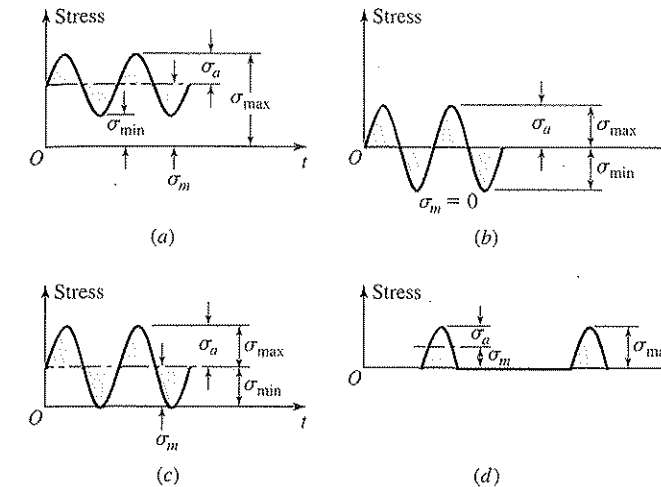 Stress
σa
σmax
σmin
O
t
σm
(a)
Stress
σa
σmax
O
σmin
σm = 0
(b)
Stress
σa
σmax
σmin
O
t
σm
(c)
Stress
σa
σm
σma
O
(d)